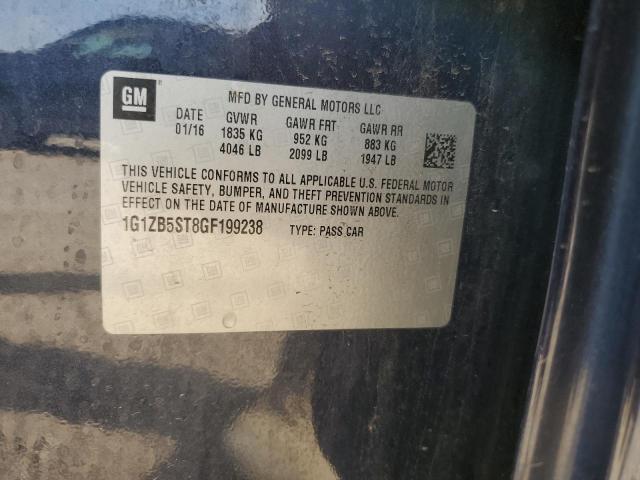 GM
MFD BY GENERAL MOTORS LLC
DATE GVWR GAWR FRT GAWR RR
01/16 1835 KG 952 KG 883 KG
4046 LB 2099 LB 1947 LB
THIS VEHICLE CONFORMS TO ALL APPLICABLE U.S. FEDERAL MOTOR
VEHICLE SAFETY, BUMPER, AND THEFT PREVENTION STANDARDS IN
EFFECT ON THE DATE OF MANUFACTURE SHOWN ABOVE.
1G1ZB5ST8GF199238 TYPE: PASS CAR